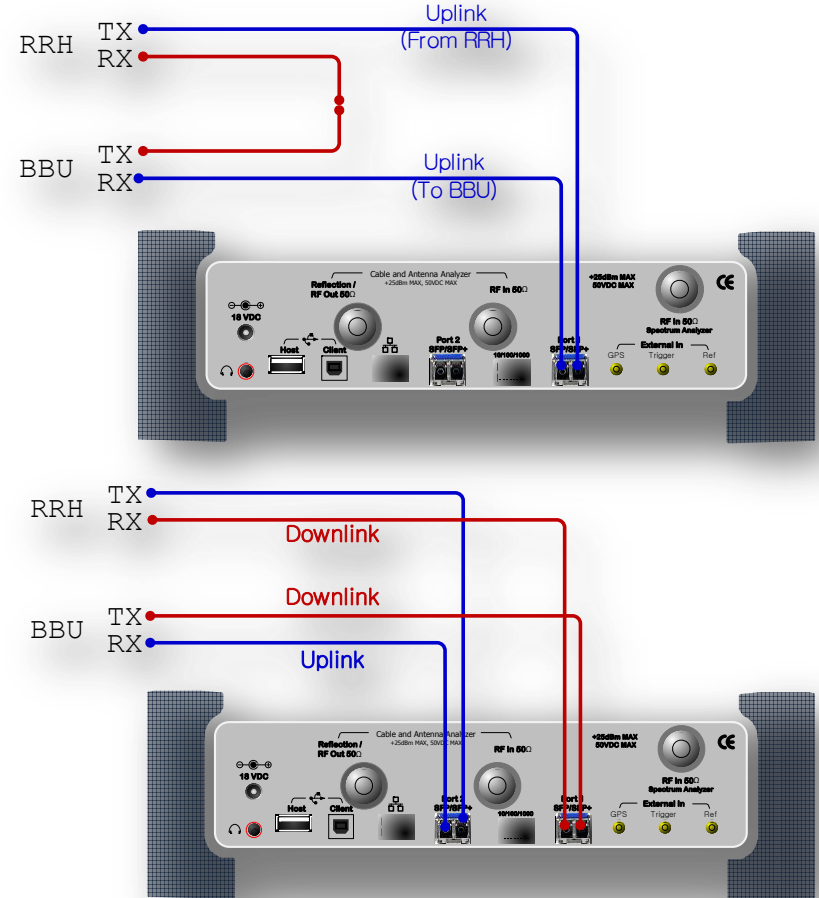 Uplink
(From RRH)
RRH
TX
RX
BBU
TX
RX
Uplink
(To BBU)
Cable and Antenna Analyzer
+25dBm MAX, 50VDC MAX
Reflection /
RF Out 50Ω
RF In 50Ω
+25dBm MAX
50VDC MAX
CE
18 VDC
RF In 50Ω
Spectrum Analyzer
Host
Client
Port 2
SFP/SFP+
10/100/1000
Port 1
SFP/SFP+
External In
GPS
Trigger
Ref
RRH
TX
RX
Downlink
BBU
TX
RX
Downlink
Uplink
Cable and Antenna Analyzer
+25dBm MAX, 50VDC MAX
Reflection /
RF Out 50Ω
RF In 50Ω
+25dBm MAX
50VDC MAX
CE
18 VDC
RF In 50Ω
Spectrum Analyzer
Host
Client
Port 2
SFP/SFP+
10/100/1000
Port 1
SFP/SFP+
External In
GPS
Trigger
Ref